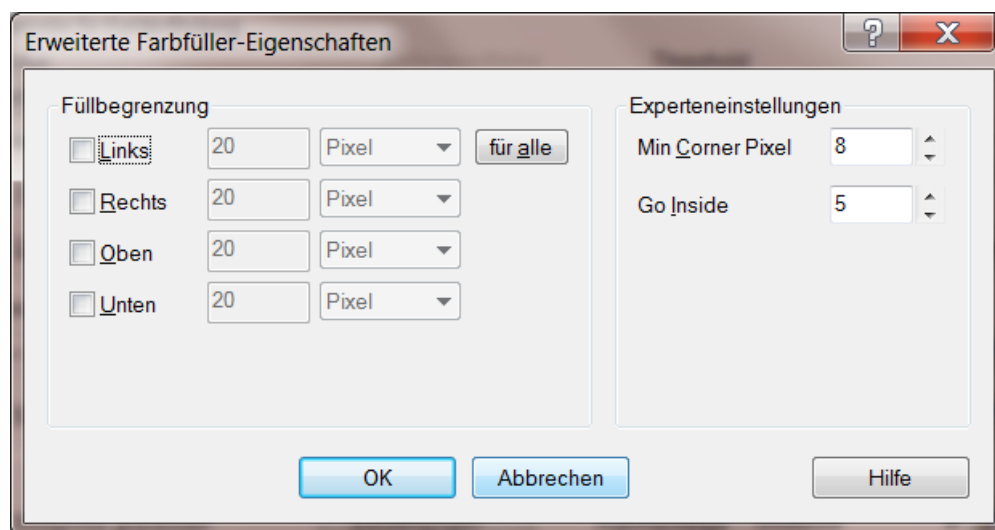 Erweiterte Farbfüller-Eigenschaften
Füllbegrenzung
Links 20 Pixel für alle
Rechts 20 Pixel
Oben 20 Pixel
Unten 20 Pixel
Experteneinstellungen
Min Corner Pixel 8
Go Inside 5
OK Abbrechen Hilfe